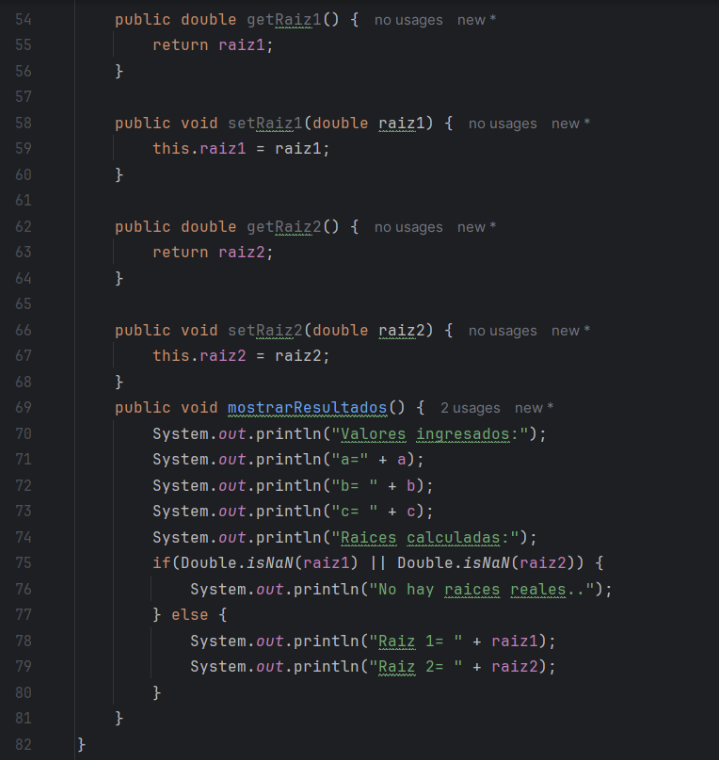 54 public double getRaiz1() { no usages new *
55 return raiz1;
56 }
57
58 public void setRaiz1(double raiz1) { no usages new *
59 this.raiz1 = raiz1;
60 }
61
62 public double getRaiz2() { no usages new *
63 return raiz2;
64 }
65
66 public void setRaiz2(double raiz2) { no usages new *
67 this.raiz2 = raiz2;
68 }
69 public void mostrarResultados() { 2 usages new *
70 System.out.println("Valores ingresados:");
71 System.out.println("a=" + a);
72 System.out.println("b= " + b);
73 System.out.println("c= " + c);
74 System.out.println("Raices calculadas:");
75 if(Double.isNaN(raiz1) || Double.isNaN(raiz2)) {
76 System.out.println("No hay raices reales..");
77 } else {
78 System.out.println("Raiz 1= " + raiz1);
79 System.out.println("Raiz 2= " + raiz2);
80 }
81 }
82 }